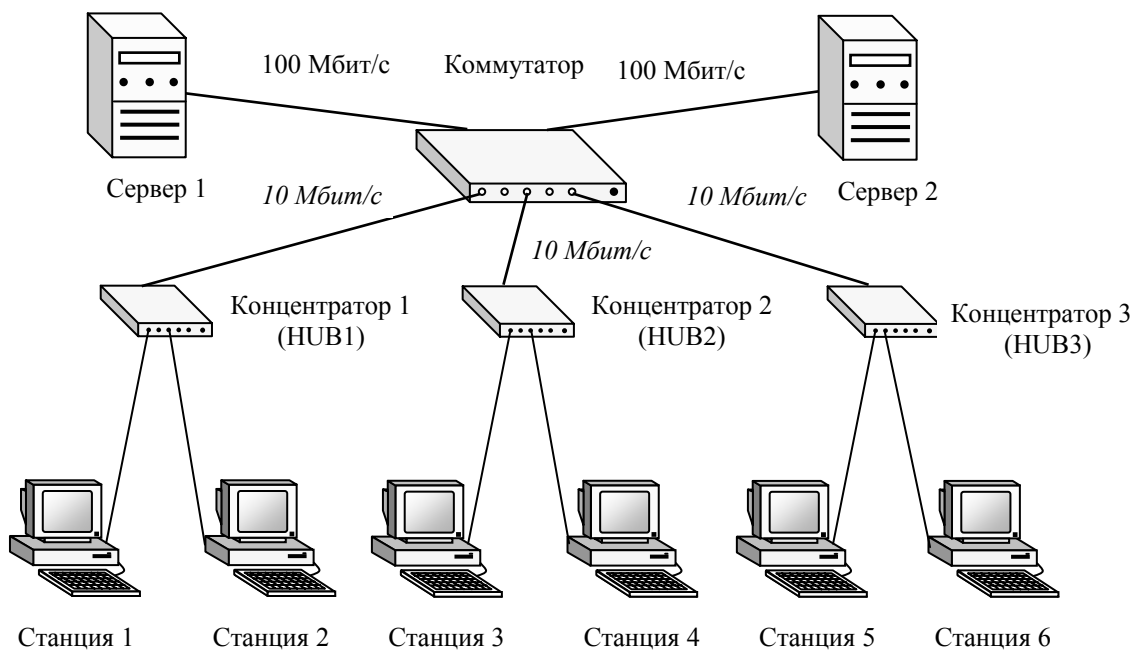 100 Мбит/с
Коммутатор
100 Мбит/с
Сервер 1
10 Мбит/с
10 Мбит/с
Сервер 2
10 Мбит/с
Концентратор 1
(HUB1)
Концентратор 2
(HUB2)
Концентратор 3
(HUB3)
Станция 1
Станция 2
Станция 3
Станция 4
Станция 5
Станция 6